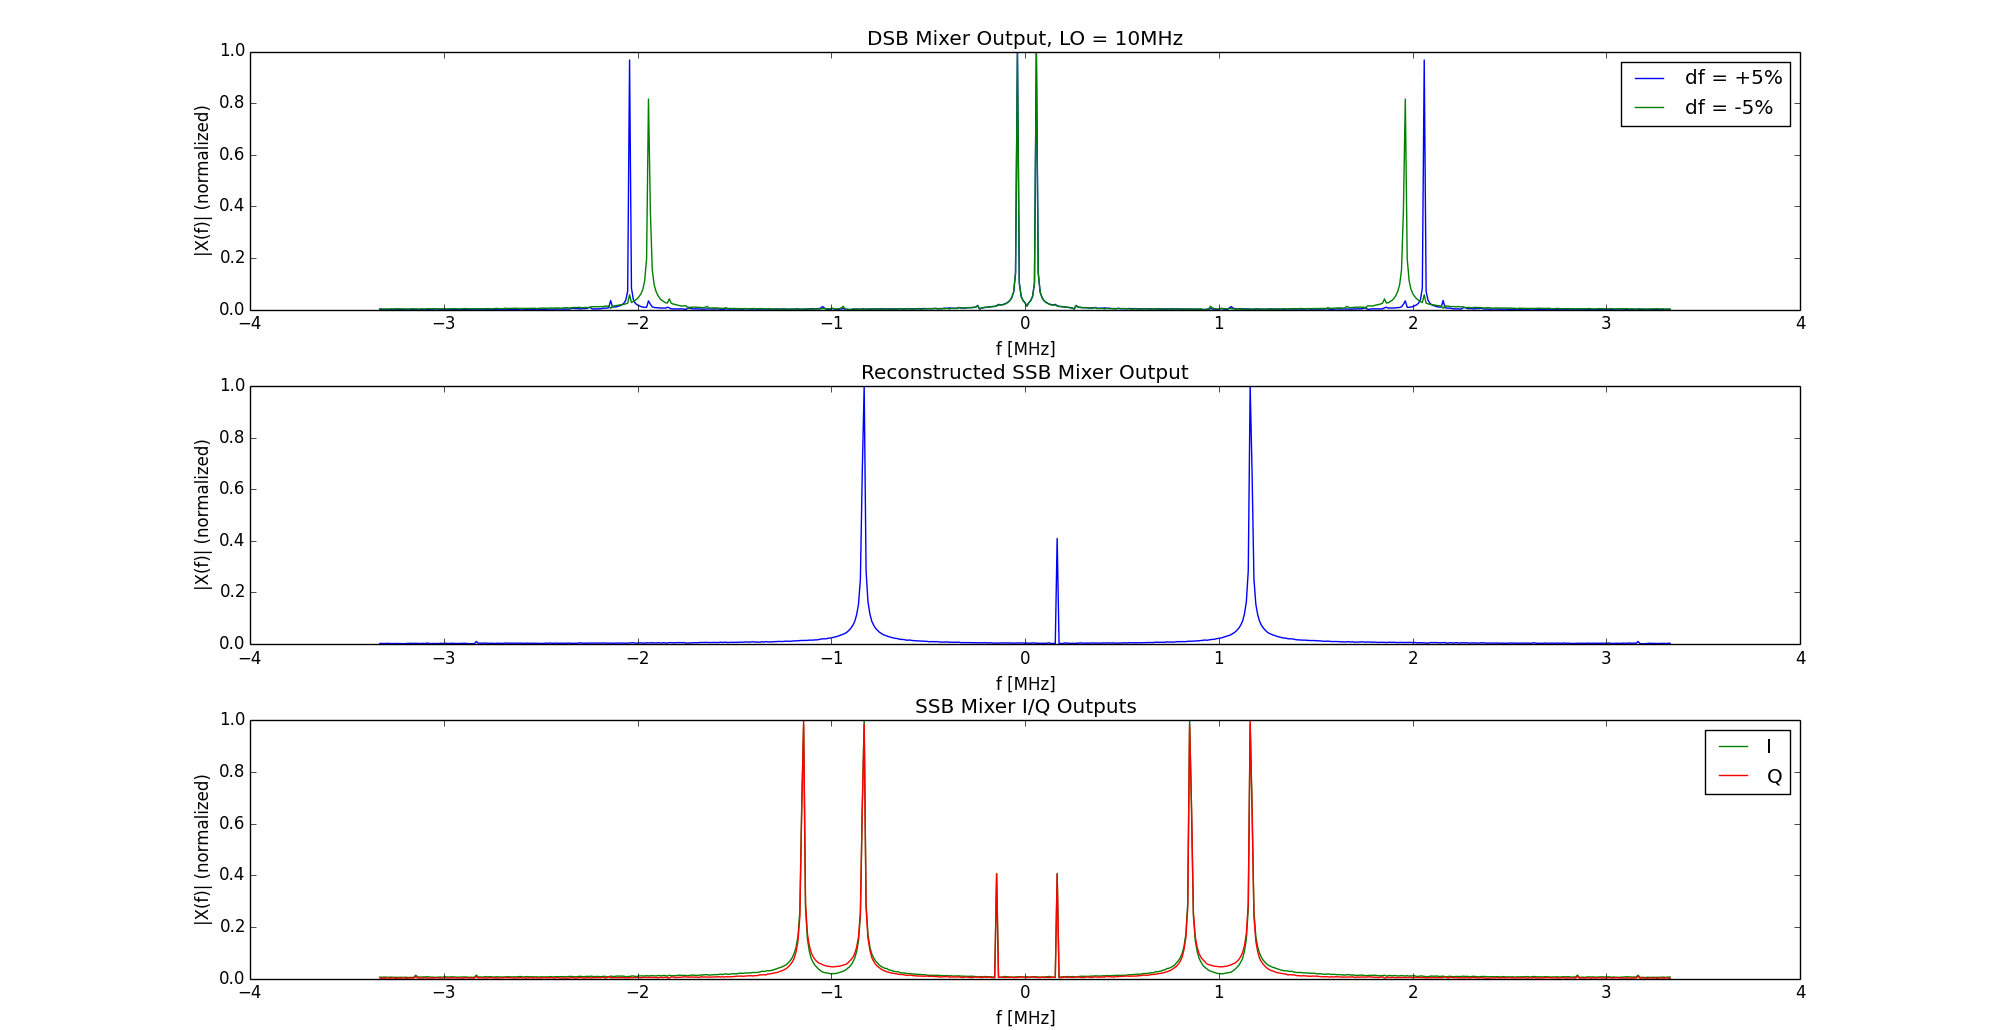 DSB Mixer Output, LO = 10MHz
1.0
0.8
0.6
0.4
0.2
0.0
|X(f)| (normalized)
df = +5%
df = -5%
−4 −3 −2 −1 0 1 2 3 4
f [MHz]
Reconstructed SSB Mixer Output
1.0
0.8
0.6
0.4
0.2
0.0
|X(f)| (normalized)
−4 −3 −2 −1 0 1 2 3 4
f [MHz]
SSB Mixer I/Q Outputs
1.0
0.8
0.6
0.4
0.2
0.0
|X(f)| (normalized)
I
Q
−4 −3 −2 −1 0 1 2 3 4
f [MHz]